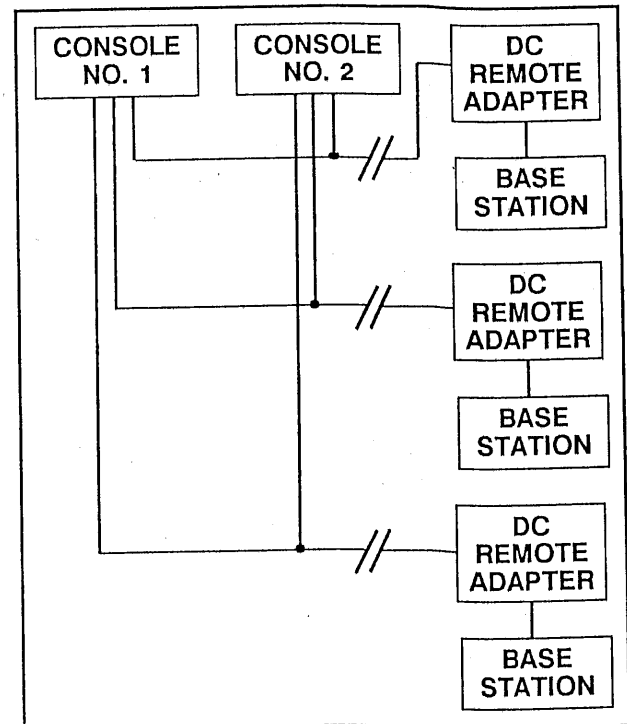 CONSOLE
NO. 1
CONSOLE
NO. 2
DC
REMOTE
ADAPTER
BASE
STATION
DC
REMOTE
ADAPTER
BASE
STATION
DC
REMOTE
ADAPTER
BASE
STATION